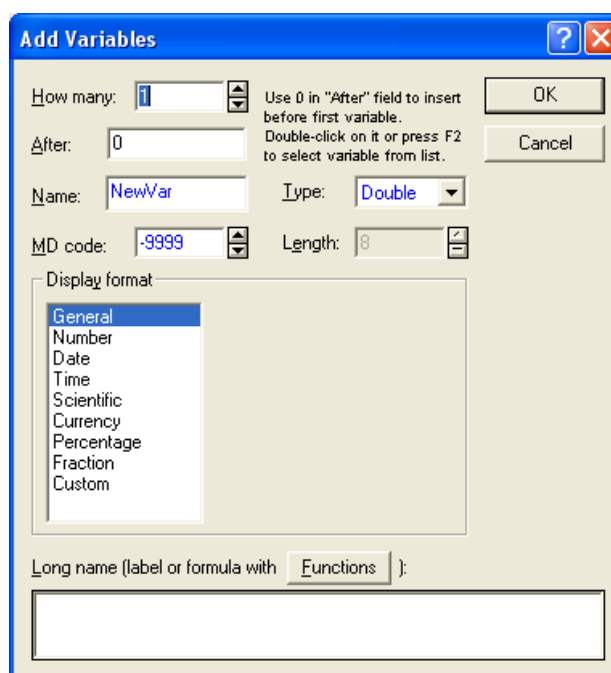 Add Variables
How many: 1
Use 0 in "After" field to insert
before first variable.
Double-click on it or press F2
to select variable from list.
OK
After: 0
Cancel
Name: NewVar
Type: Double
MD code: -9999
Length: 8
Display format
General
Number
Date
Time
Scientific
Currency
Percentage
Fraction
Custom
Long name (label or formula with Functions ):